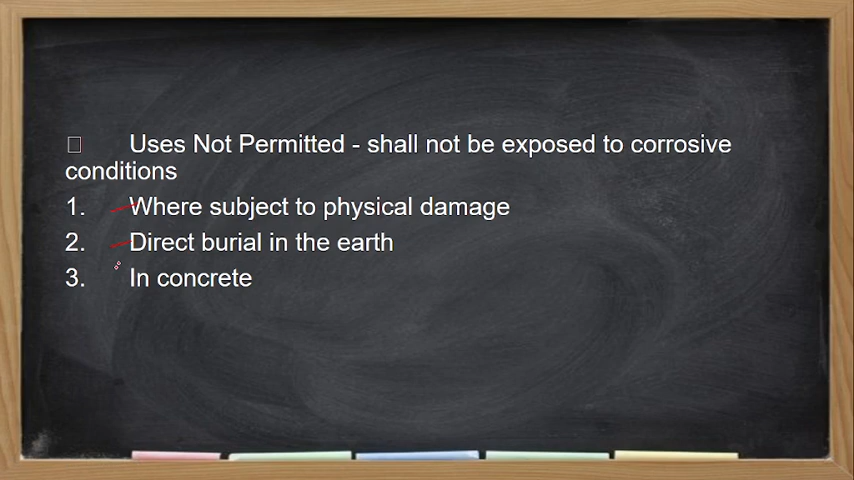 Uses Not Permitted - shall not be exposed to corrosive
conditions
1. Where subject to physical damage
2. Direct burial in the earth
3. In concrete